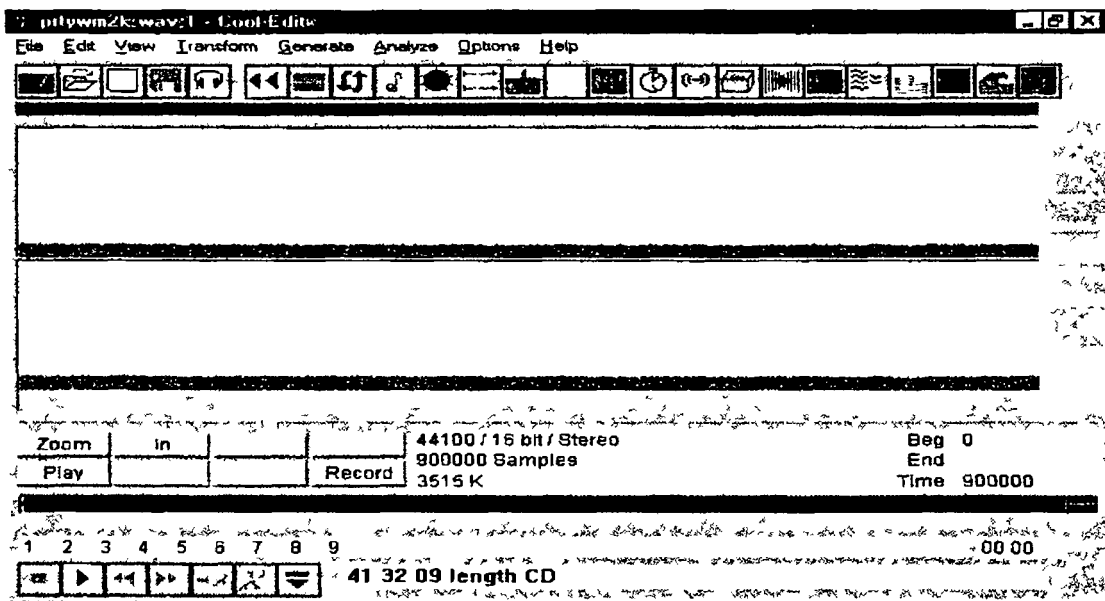 pitywm2k:wav:1 - Cool Edit
File Edit View Transform Generate Analyze Options Help
Zoom In
44100 / 16 bit / Stereo
Beg 0
900000 Samples
End
Play Record
3515 K
Time 900000
1 2 3 4 5 6 7 8 9 00 00
41 32 09 length CD